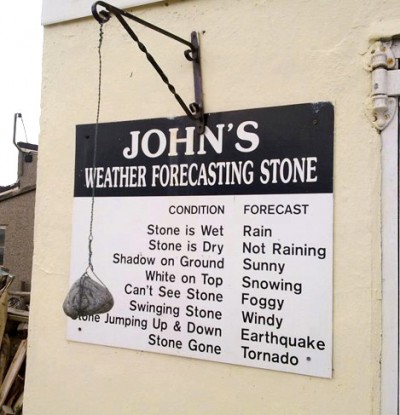 JOHN'S
WEATHER FORECASTING STONE
CONDITION FORECAST
Stone is Wet Rain
Stone is Dry Not Raining
Shadow on Ground Sunny
White on Top Snowing
Can't See Stone Foggy
Swinging Stone Windy
Stone Jumping Up & Down Earthquake
Stone Gone Tornado